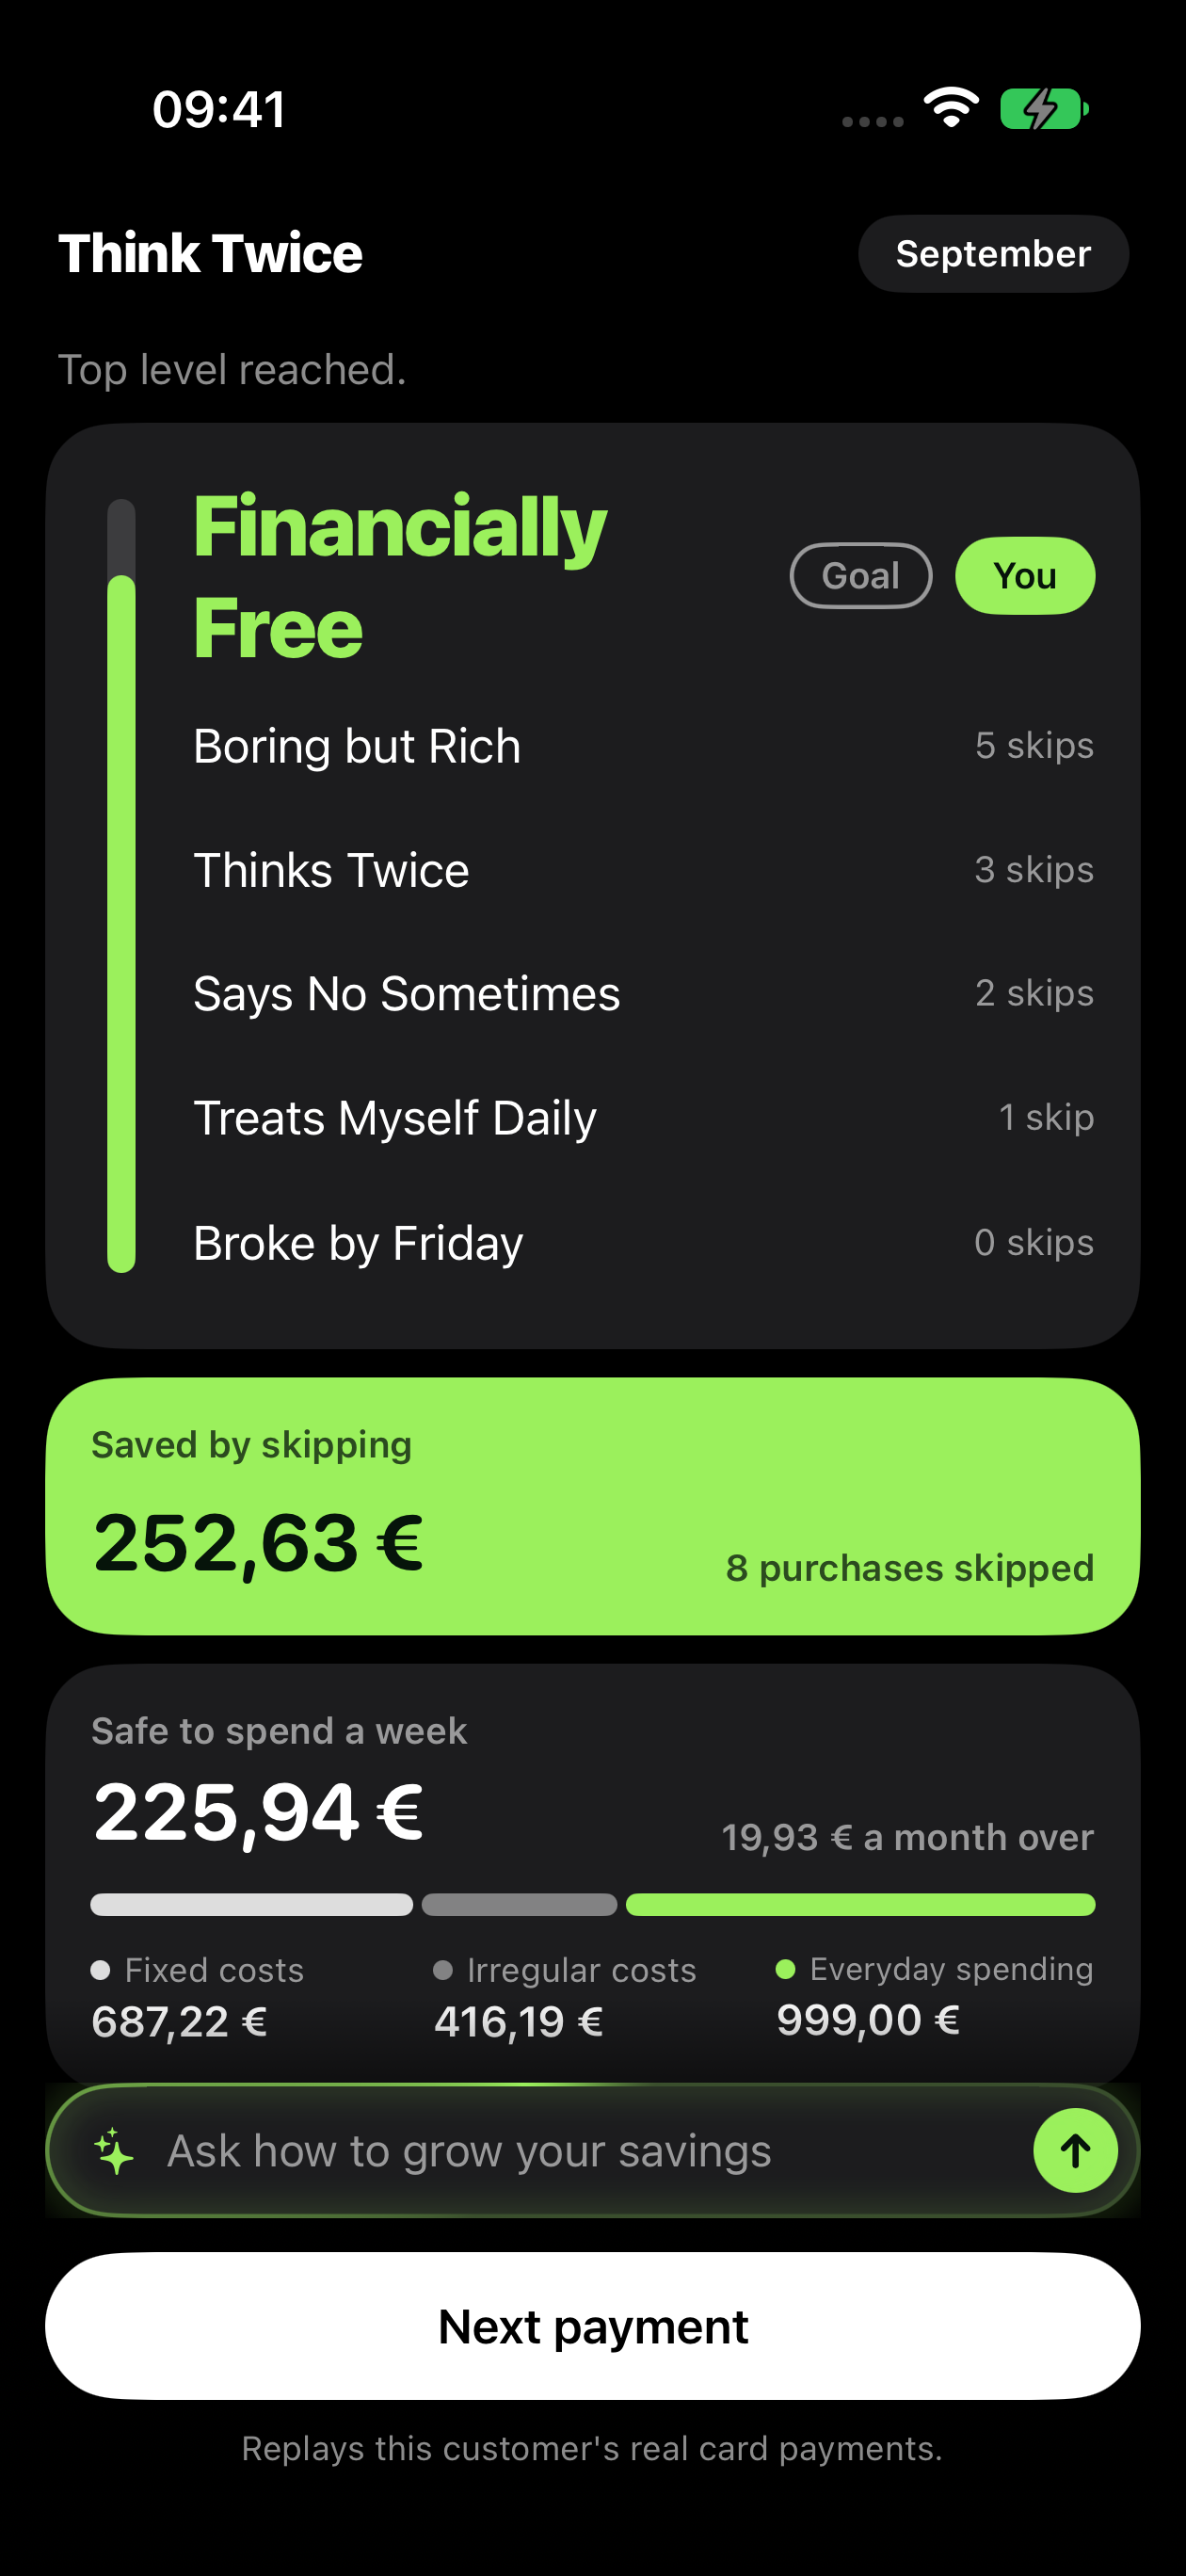 09:41
Think Twice
September
Top level reached.
Financially
Free
Goal
You
Boring but Rich
5 skips
Thinks Twice
3 skips
Says No Sometimes
2 skips
Treats Myself Daily
1 skip
Broke by Friday
0 skips
Saved by skipping
252,63 €
8 purchases skipped
Safe to spend a week
225,94 €
19,93 € a month over
Fixed costs
687,22 €
Irregular costs
416,19 €
Everyday spending
999,00 €
Ask how to grow your savings
Next payment
Replays this customer's real card payments.